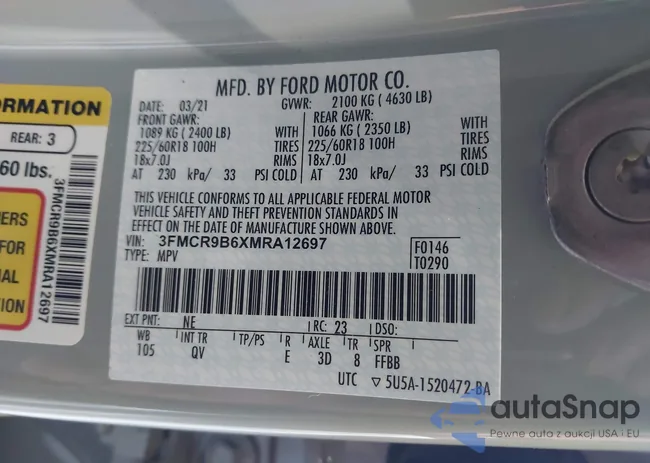 ORMATION
REAR: 3
60 lbs.
NERS
FOR
ATION
3FMCR9B6XMRA12697
MFD. BY FORD MOTOR CO.
DATE: 03/21 GVWR: 2100 KG (4630 LB)
FRONT GAWR: REAR GAWR:
1089 KG (2400 LB) WITH 1066 KG (2350 LB) WITH
225/60R18 100H TIRES 225/60R18 100H TIRES
18x7.0J RIMS 18x7.0J RIMS
AT 230 kPa/ 33 PSI COLD AT 230 kPa/ 33 PSI COLD
THIS VEHICLE CONFORMS TO ALL APPLICABLE FEDERAL MOTOR
VEHICLE SAFETY AND THEFT PREVENTION STANDARDS IN
EFFECT ON THE DATE OF MANUFACTURE SHOWN ABOVE.
VIN: 3FMCR9B6XMRA12697 F0146
TYPE: MPV T0290
EXT PNT: NE RC: 23 DSO:
WB INT TR TP/PS R AXLE TR SPR
105 QV E 3D 8 FFBB
UTC ▽ 5U5A-1520472-BA
autaSnap
Pewne auta z aukcji USA i EU